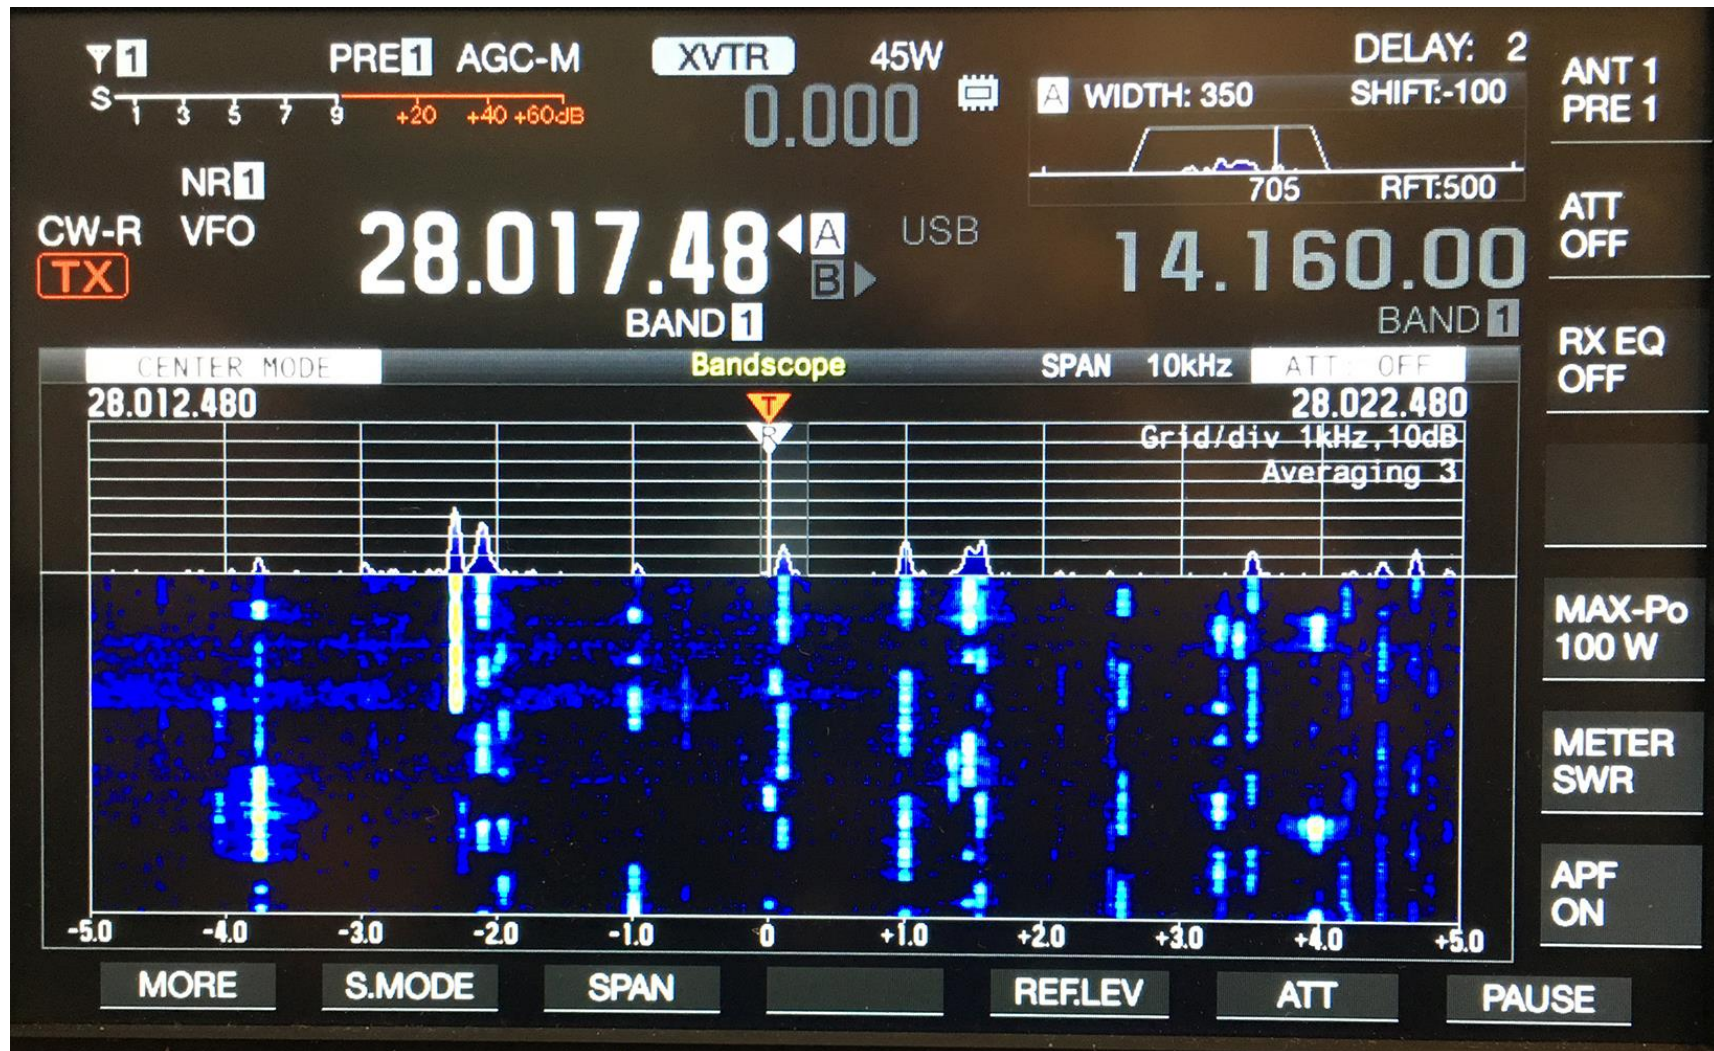 1 PRE 1 AGC-M XVTR 45W DELAY: 2
ANT 1
PRE 1
S 1 3 5 7 9 +20 +40 +60dB
0.000
A WIDTH: 350 SHIFT:-100
705 RFT:500
NR 1
CW-R VFO
TX
28.017.48 A
B
BAND 1
USB 14.160.00
BAND 1
ATT
OFF
RX EQ
OFF
CENTER MODE Bandscope SPAN 10kHz ATT: OFF
28.012.480 T 28.022.480
R Grid/div 1kHz,10dB
Averaging 3
MAX-Po
100 W
METER
SWR
APF
ON
-5.0 -4.0 -3.0 -2.0 -1.0 0 +1.0 +2.0 +3.0 +4.0 +5.0
MORE S.MODE SPAN REF.LEV ATT PAUSE